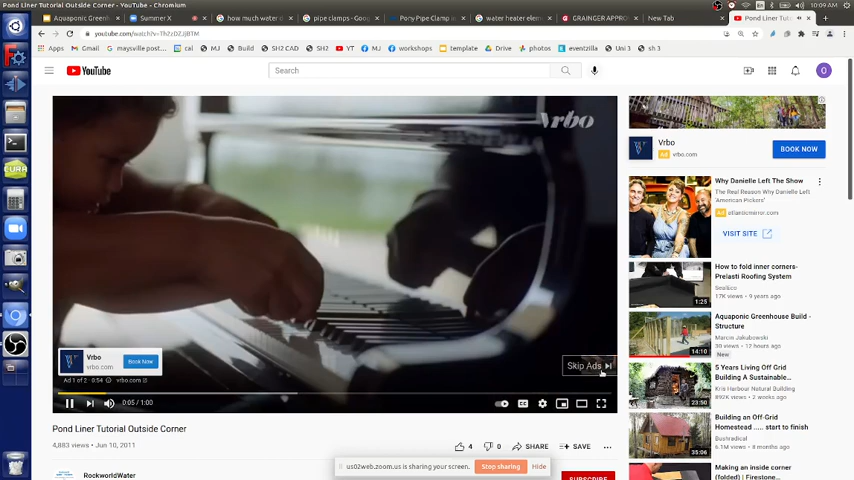 Pond Liner Tutorial Outside Corner - YouTube - Chromium
10:09 AM
Aquaponic Greenh
Summer X
how much water
pipe clamps - Goo
Pony Pipe Clamp
water heater elem
GRAINGER APPRO
New Tab
Pond Liner Tutori
youtube.com/watch?v=
Gmail
maysville post...
cal
MJ
Build
SH2 CAD
SH2
YT
MJ
workshops
template
Drive
photos
eventzilla
Uni 3
sh 3
YouTube
Search
O
Vrbo
Vrbo
Ad vrbo.com
BOOK NOW
Why Danielle Left The Show
The Real Reason Why Danielle Left
'American Pickers'
Ad atlanticmirror.com
VISIT SITE
How to fold inner corners-
Prelasti Roofing System
Sealeco
17K views • 9 years ago
1:25
Aquaponic Greenhouse Build -
Structure
Marcin Jakubowski
30 views • 12 hours ago
New
14:10
5 Years Living Off Grid
Building A Sustainable...
Kris Harbour Natural Building
892K views • 2 weeks ago
23:50
Building an Off-Grid
Homestead ..... start to finish
Bushradical
6.1M views • 8 months ago
35:06
Making an inside corner
(folded) | Firestone...
Vrbo
vrbo.com
Book Now
Ad 1 of 2 · 0:54
vrbo.com
Skip Ads
0:05 / 1:00
CURA
Pond Liner Tutorial Outside Corner
4,883 views • Jun 10, 2011
4
0
SHARE
SAVE
RockworldWater
SUBSCRIBE
us02web.zoom.us is sharing your screen.
Stop sharing
Hide